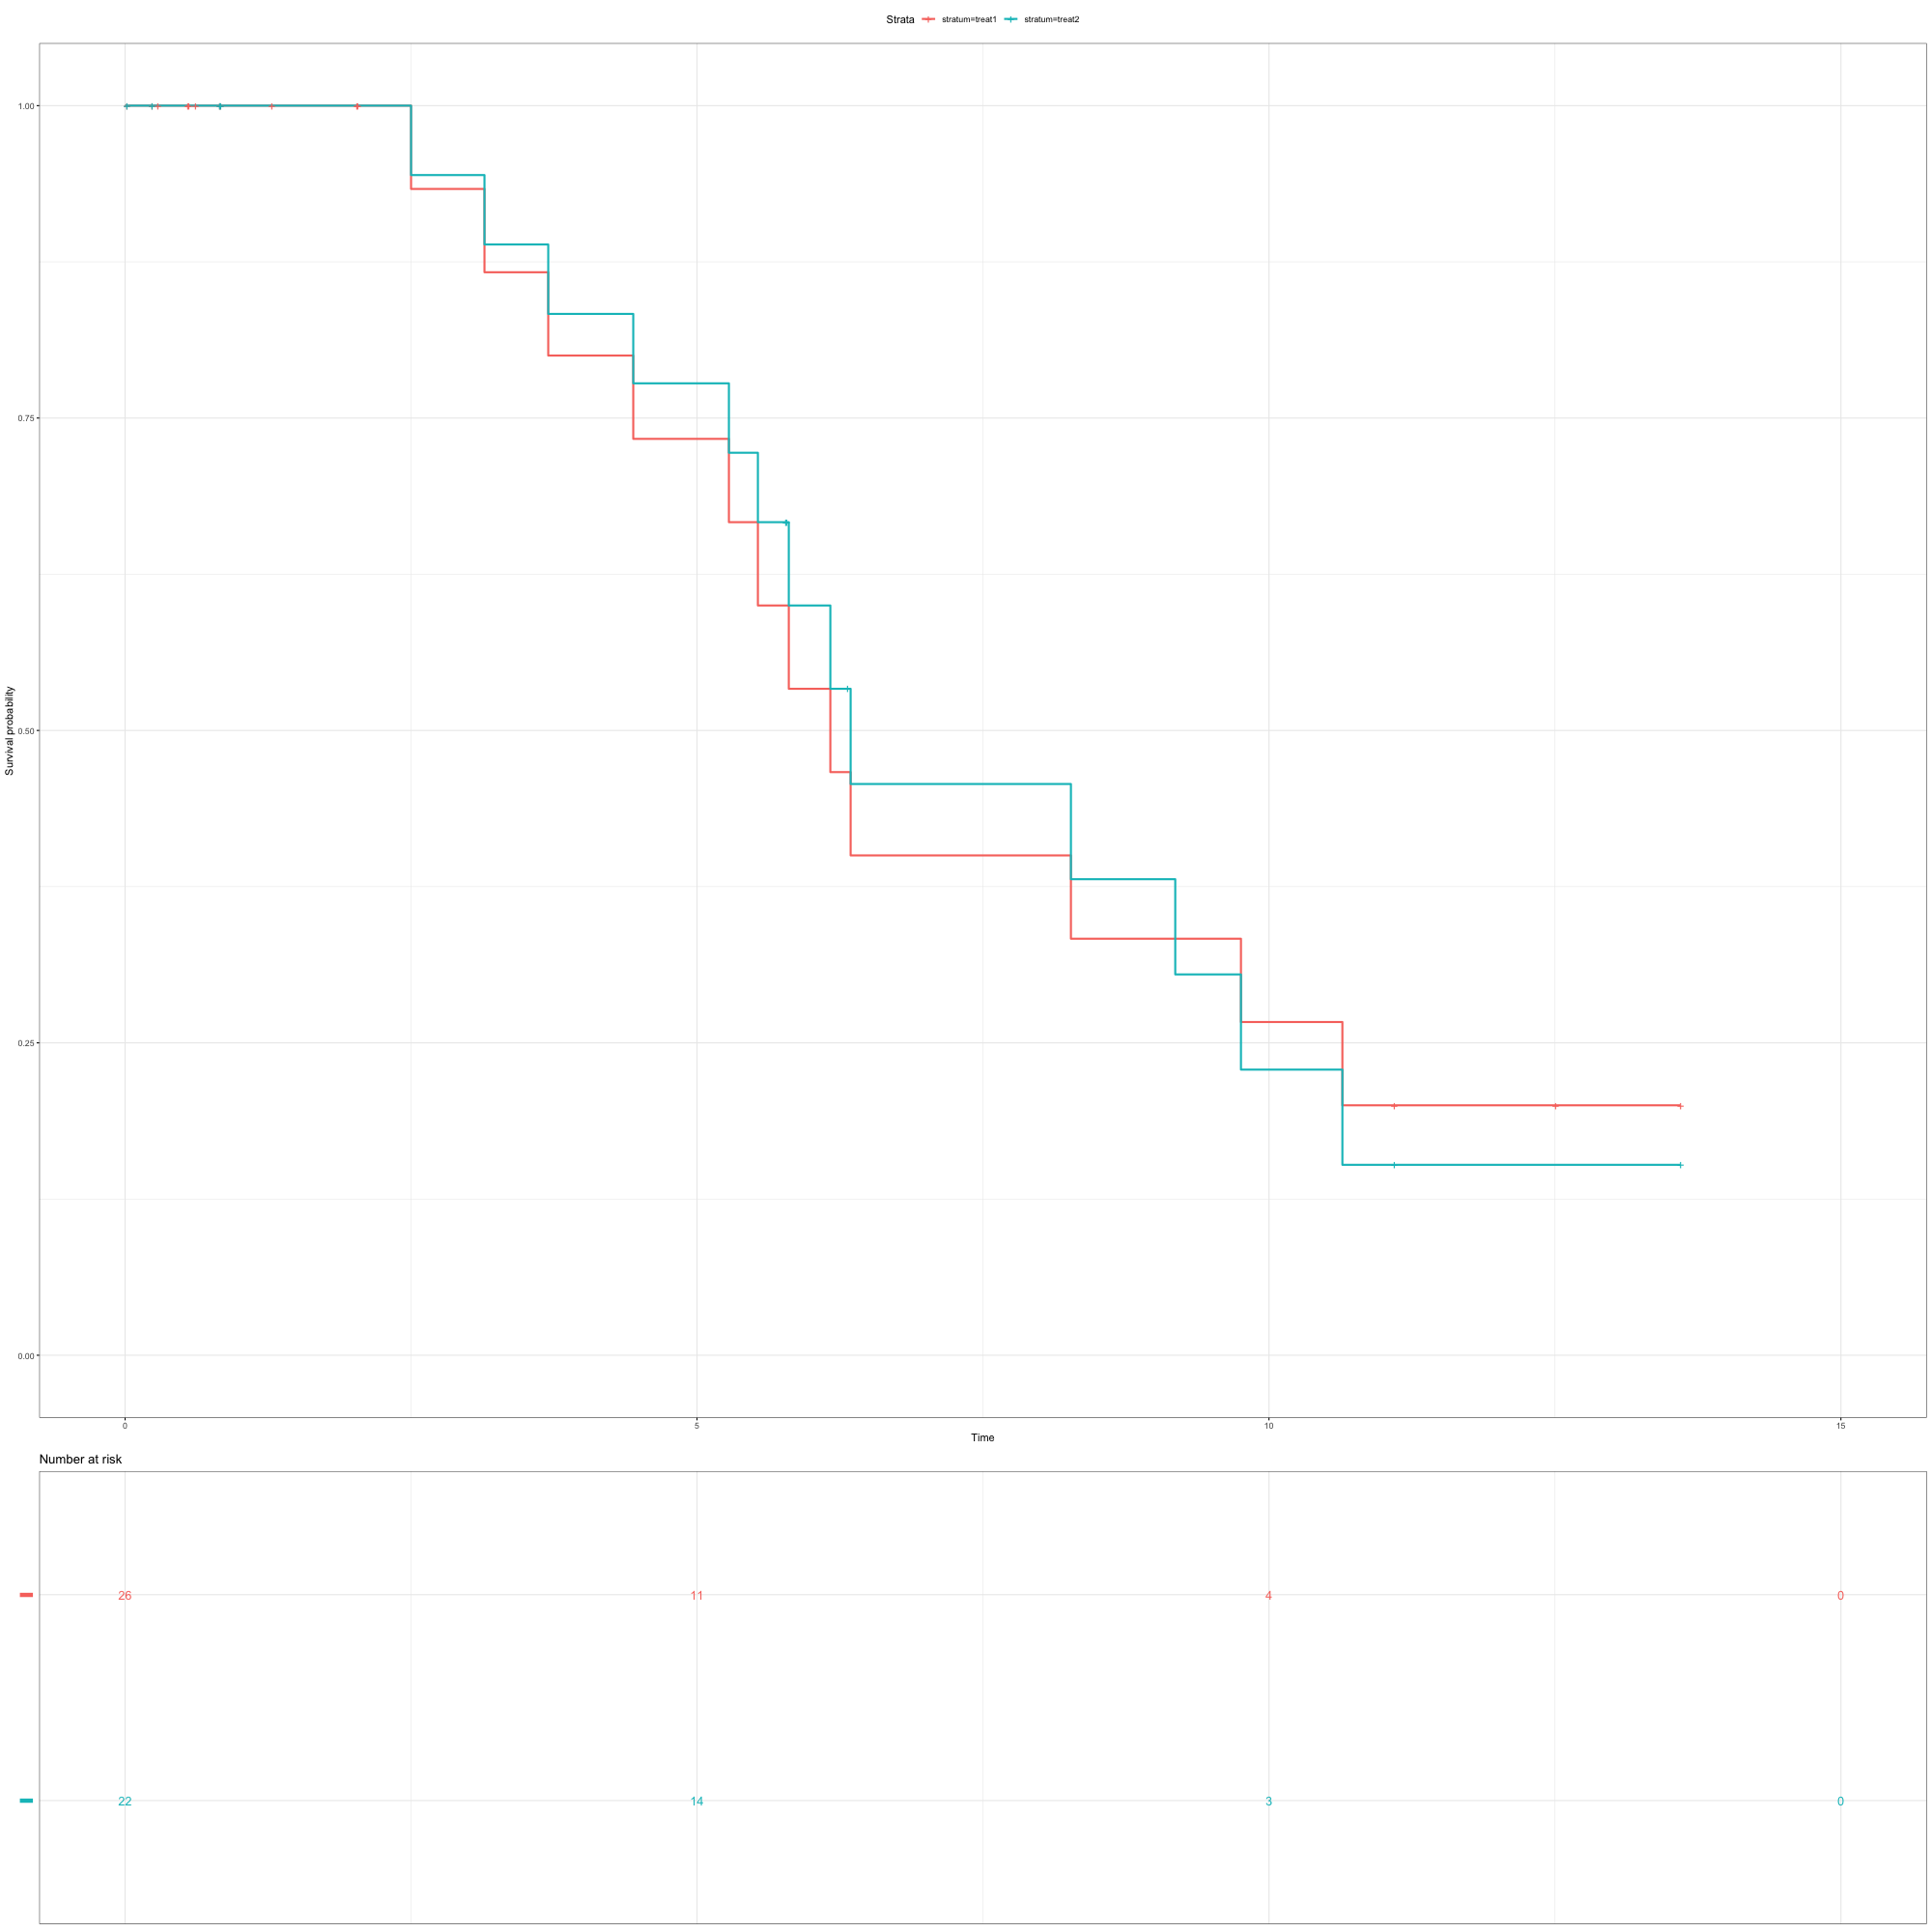 Strata stratum=treat1 stratum=treat2
1.00
0.75
0.50
0.25
0.00
Survival probability
0 5 10 15
Time
Number at risk
26 11 4 0
22 14 3 0